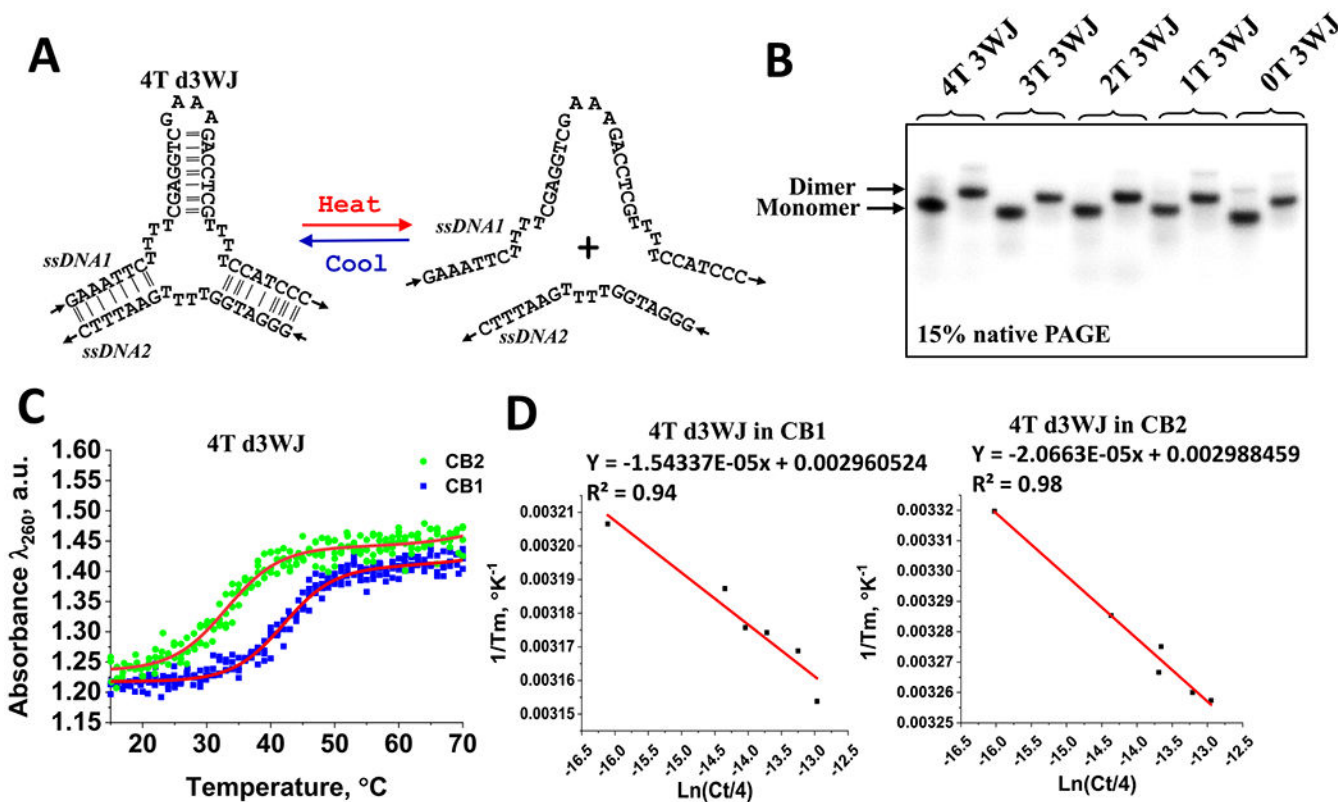 A
4T d3WJ
GAAATTCTTTTCGAGGTCGAAAGACCTCGTTTTCCATCCC
CTTTAAGTTTTGGTAGGG
ssDNA1
ssDNA2
Heat
Cool
GAAATTCTTTTCGAGGTCGAAAGACCTCGTTTTCCATCCC
ssDNA1
+
CTTTAAGTTTTGGTAGGG
ssDNA2
B
4T 3WJ
3T 3WJ
2T 3WJ
1T 3WJ
0T 3WJ
Dimer
Monomer
15% native PAGE
C
4T d3WJ
CB2
CB1
Absorbance λ260, a.u.
1.60
1.55
1.50
1.45
1.40
1.35
1.30
1.25
1.20
1.15
20 30 40 50 60 70
Temperature, °C
D
4T d3WJ in CB1
Y = -1.54337E-05x + 0.002960524
R² = 0.94
1/Tm, °K⁻¹
0.00321
0.00320
0.00319
0.00318
0.00317
0.00316
0.00315
-16.5 -16.0 -15.5 -15.0 -14.5 -14.0 -13.5 -13.0 -12.5
Ln(Ct/4)
4T d3WJ in CB2
Y = -2.0663E-05x + 0.002988459
R² = 0.98
1/Tm, °K⁻¹
0.00332
0.00331
0.00330
0.00329
0.00328
0.00327
0.00326
0.00325
-16.5 -16.0 -15.5 -15.0 -14.5 -14.0 -13.5 -13.0 -12.5
Ln(Ct/4)